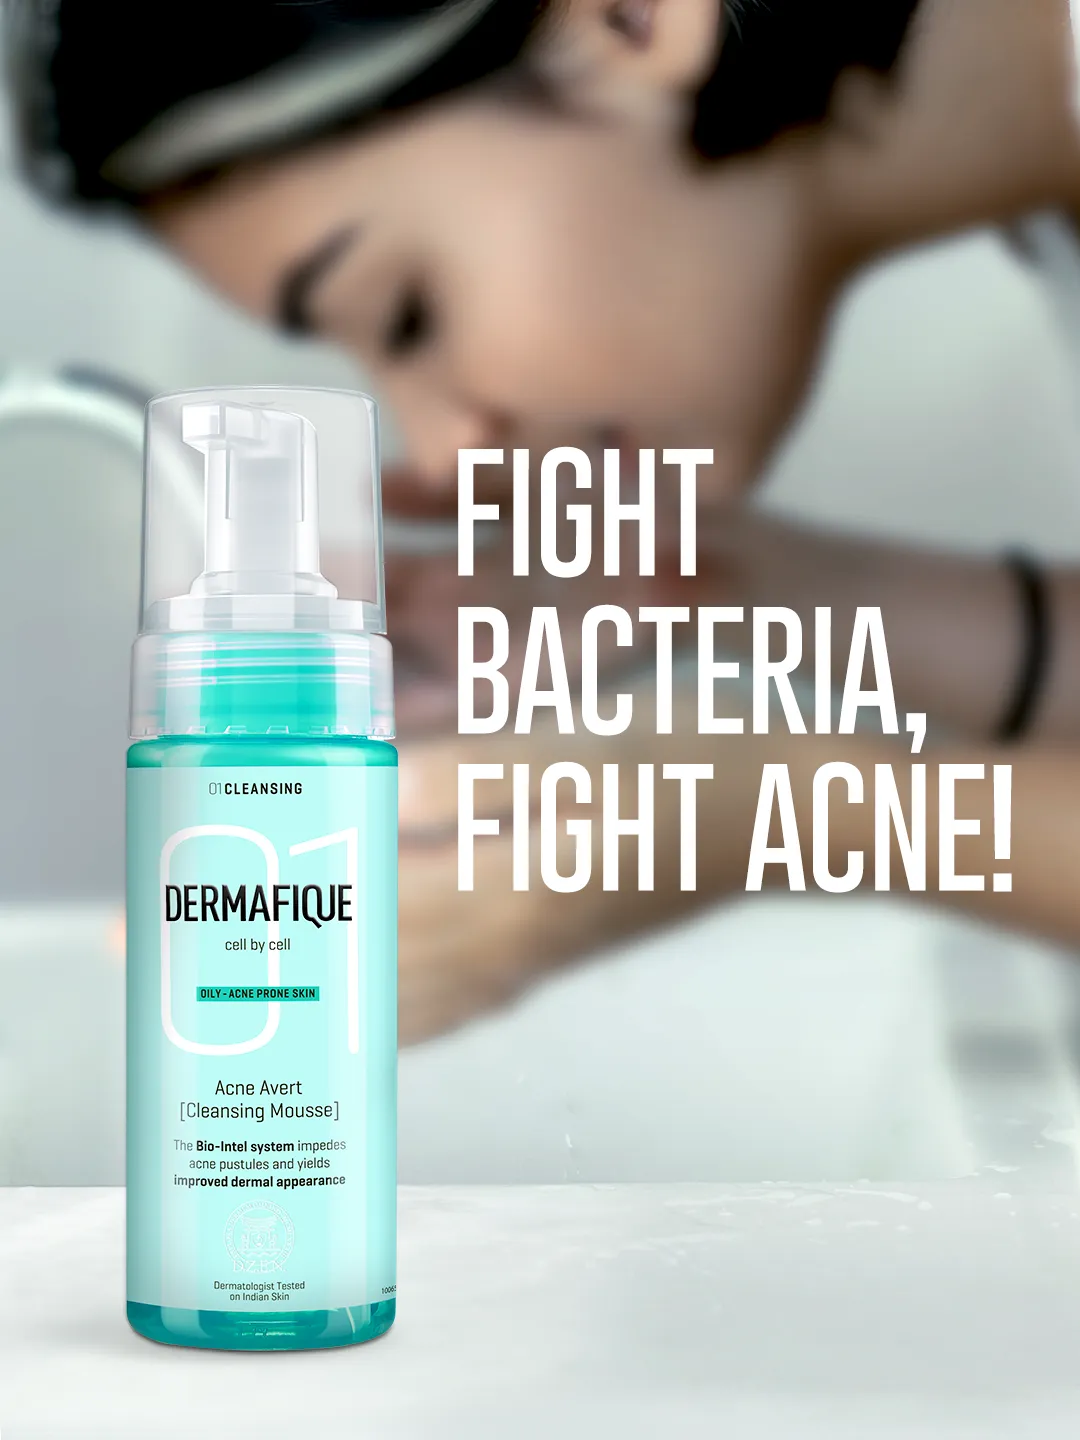 FIGHT
BACTERIA,
FIGHT ACNE!
01 CLEANSING
01
DERMAFIQUE
cell by cell
OILY-ACNE PRONE SKIN
Acne Avert
[Cleansing Mousse]
The Bio-Intel system impedes
acne pustules and yields
improved dermal appearance
D.Z.E.N
Dermatologist Tested
on Indian Skin